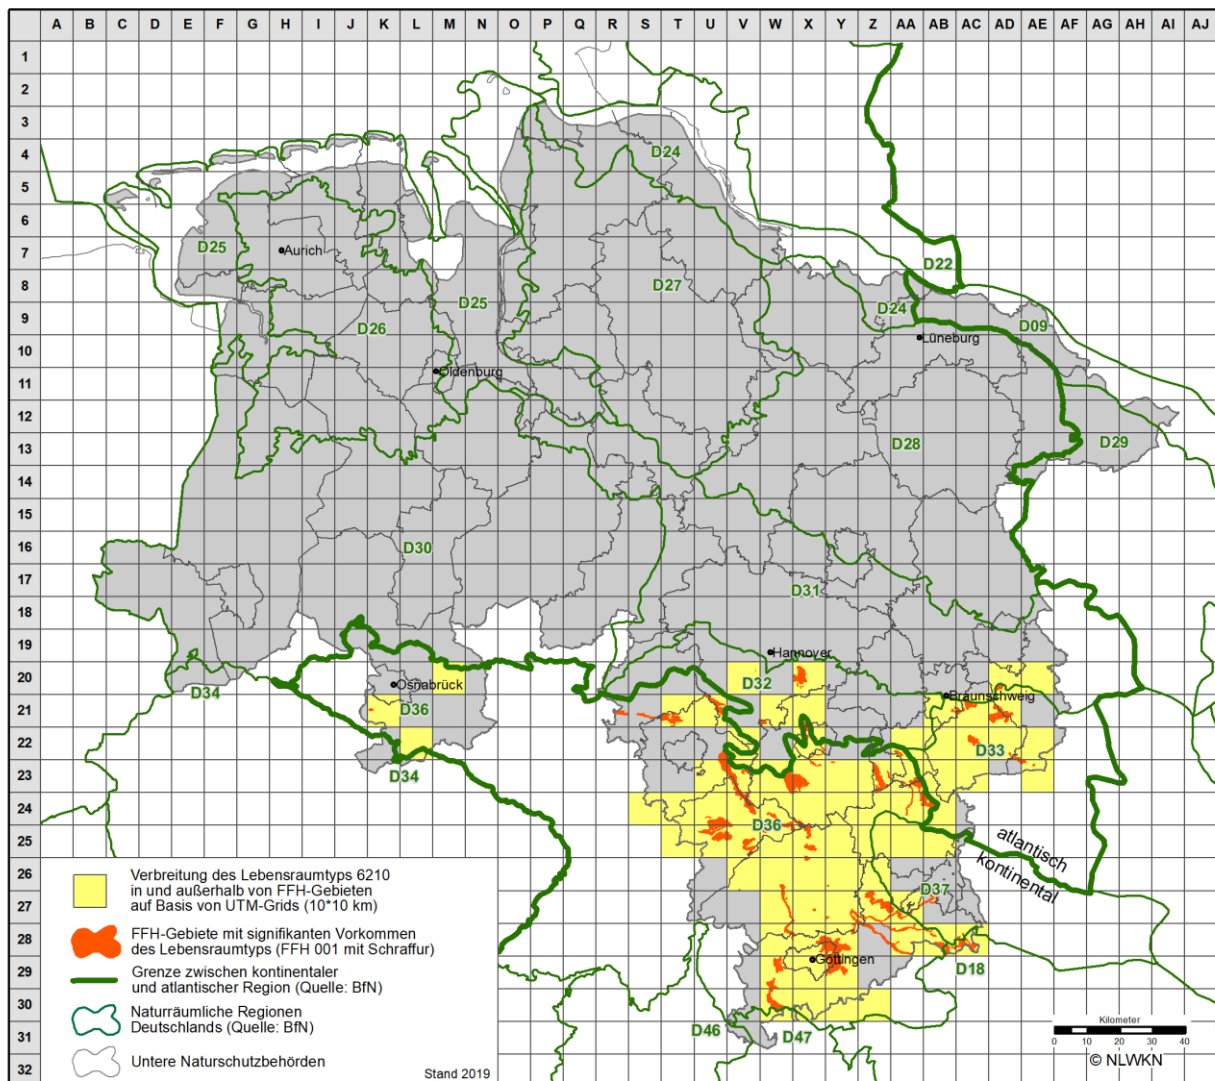 A B C D E F G H I J K L M N O P Q R S T U V W X Y Z AA AB AC AD AE AF AG AH AI AJ
1
2
3
4
D24
5
6
D25
Aurich
7
D22
8
D27
D25
D24
9
D26
D09
Lüneburg
10
Oldenburg
11
12
D28
D29
13
14
15
16
D30
17
D31
18
19
Hannover
20
D34
Osnabrück
D32
Braunschweig
21
D36
22
D33
23
D34
24
D36
25
atlantisch
kontinental
26
D37
27
28
29
Göttingen
D18
30
31
D46
D47
32
Verbreitung des Lebensraumtyps 6210
in und außerhalb von FFH-Gebieten
auf Basis von UTM-Grids (10*10 km)
FFH-Gebiete mit signifikanten Vorkommen
des Lebensraumtyps (FFH 001 mit Schraffur)
Grenze zwischen kontinentaler
und atlantischer Region (Quelle: BfN)
Naturräumliche Regionen
Deutschlands (Quelle: BfN)
Untere Naturschutzbehörden
Stand 2019
Kilometer
0 10 20 30 40
© NLWKN